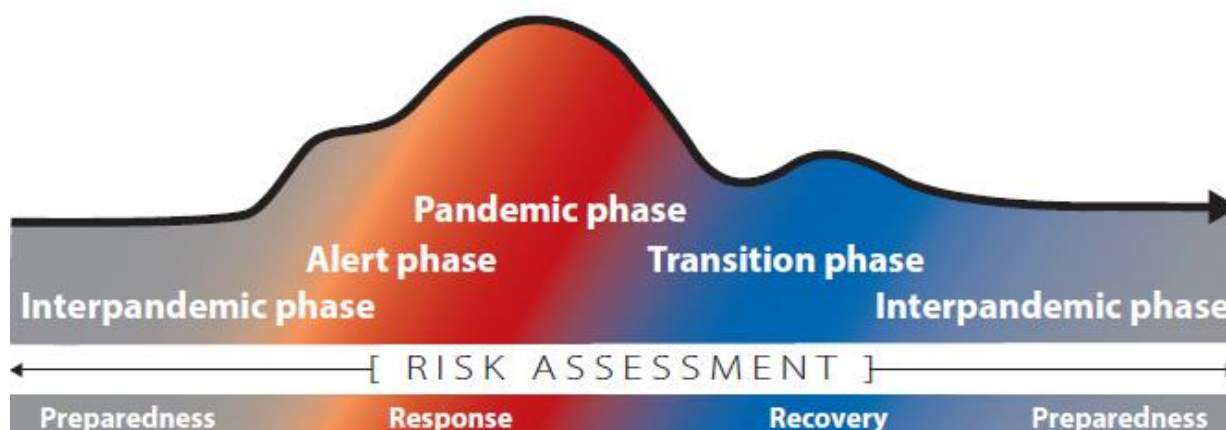 Pandemic phase
Alert phase
Transition phase
Interpandemic phase
Interpandemic phase
[ RISK ASSESSMENT ]
Preparedness
Response
Recovery
Preparedness